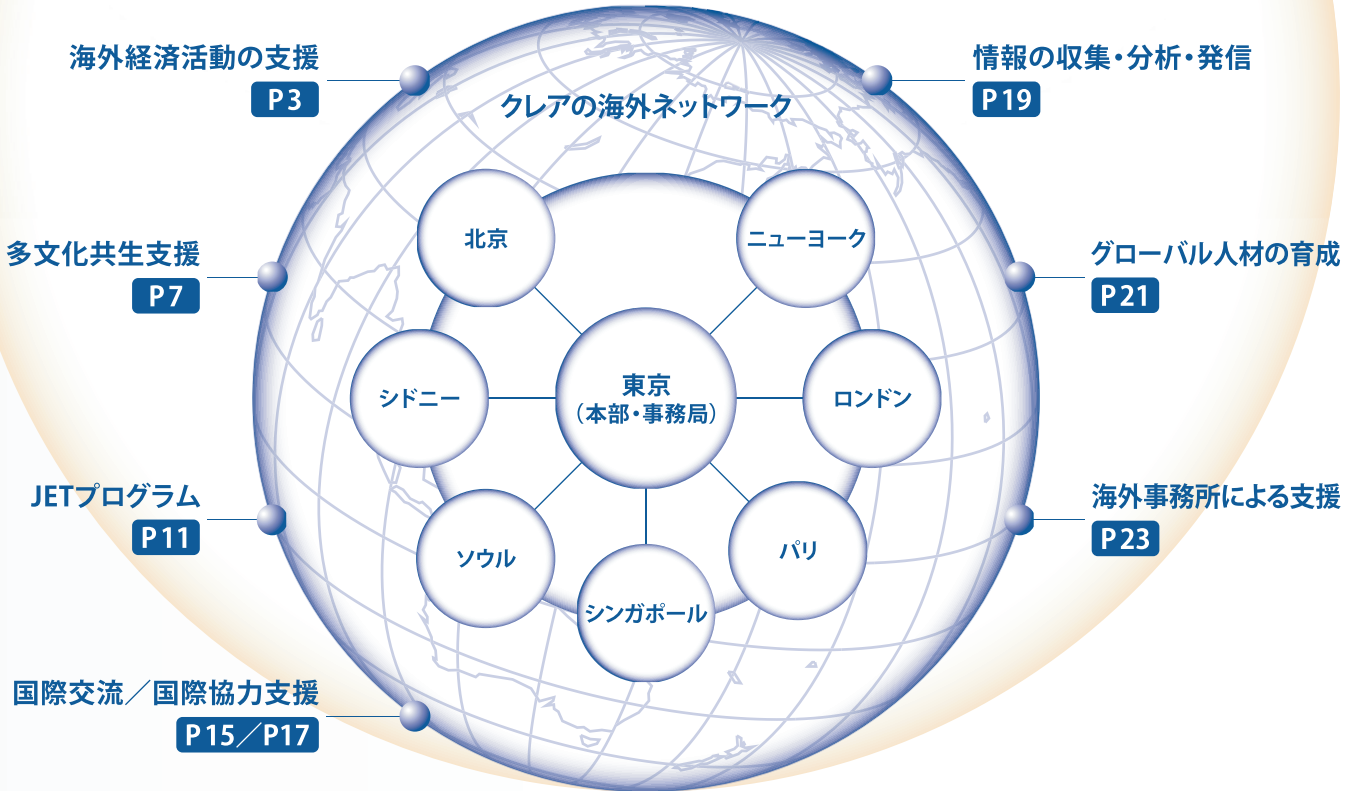 海外経済活動の支援
P3
情報の収集・分析・発信
P19
クレアの海外ネットワーク
北京
ニューヨーク
多文化共生支援
P7
グローバル人材の育成
P21
シドニー
東京
（本部・事務局）
ロンドン
JETプログラム
P11
海外事務所による支援
P23
ソウル
パリ
シンガポール
国際交流／国際協力支援
P15／P17